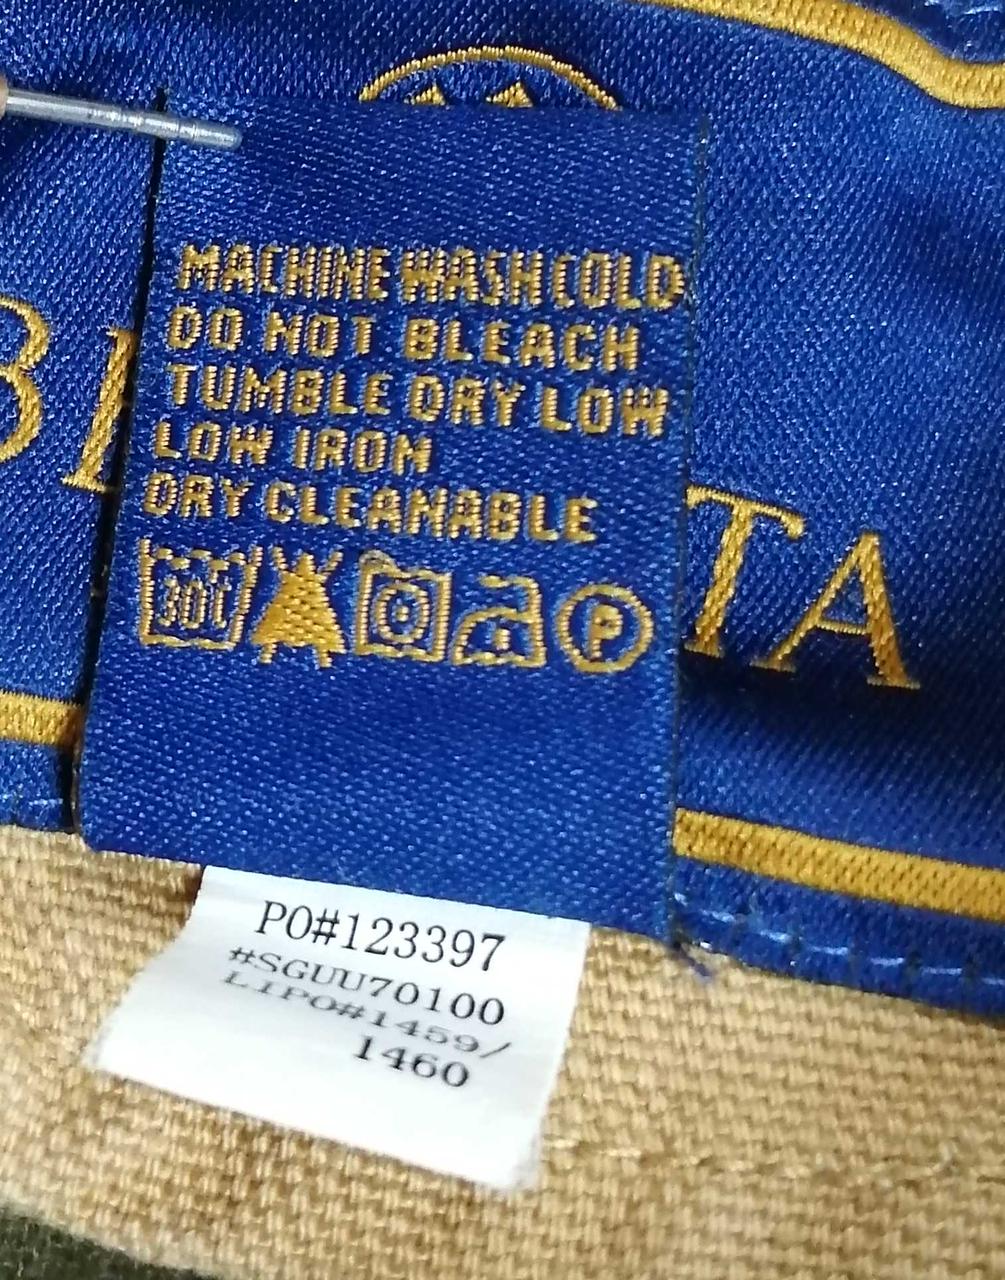 MACHINE WASH COLD
DO NOT BLEACH
TUMBLE DRY LOW
LOW IRON
DRY CLEANABLE
30℃
P
TA
PO#123397
#SGUU70100
LIPO#1459/
1460